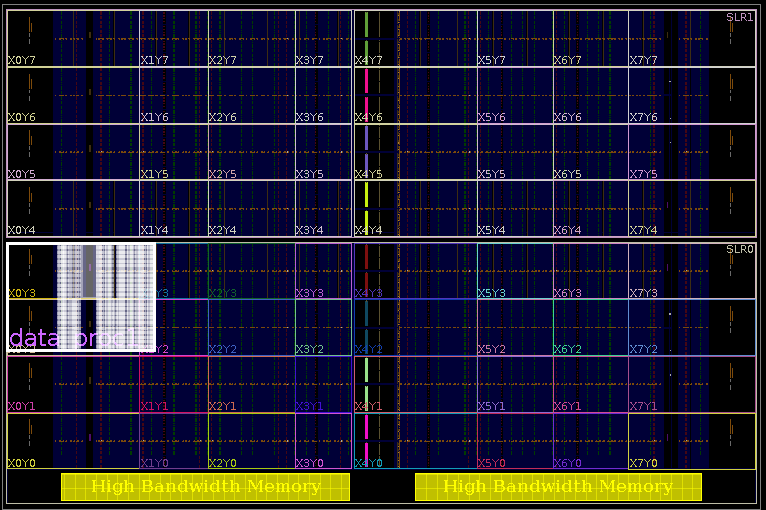 SLR1
X0Y7 X1Y7 X2Y7 X3Y7 X4Y7 X5Y7 X6Y7 X7Y7
X0Y6 X1Y6 X2Y6 X3Y6 X4Y6 X5Y6 X6Y6 X7Y6
X0Y5 X1Y5 X2Y5 X3Y5 X4Y5 X5Y5 X6Y5 X7Y5
X0Y4 X1Y4 X2Y4 X3Y4 X4Y4 X5Y4 X6Y4 X7Y4
SLR0
X0Y3 X2Y3 X3Y3 X4Y3 X5Y3 X6Y3 X7Y3
X2Y2 X3Y2 X4Y2 X5Y2 X6Y2 X7Y2
X0Y1 X1Y1 X2Y1 X3Y1 X4Y1 X5Y1 X6Y1 X7Y1
X0Y0 X1Y0 X2Y0 X3Y0 X4Y0 X5Y0 X6Y0 X7Y0
High Bandwidth Memory High Bandwidth Memory